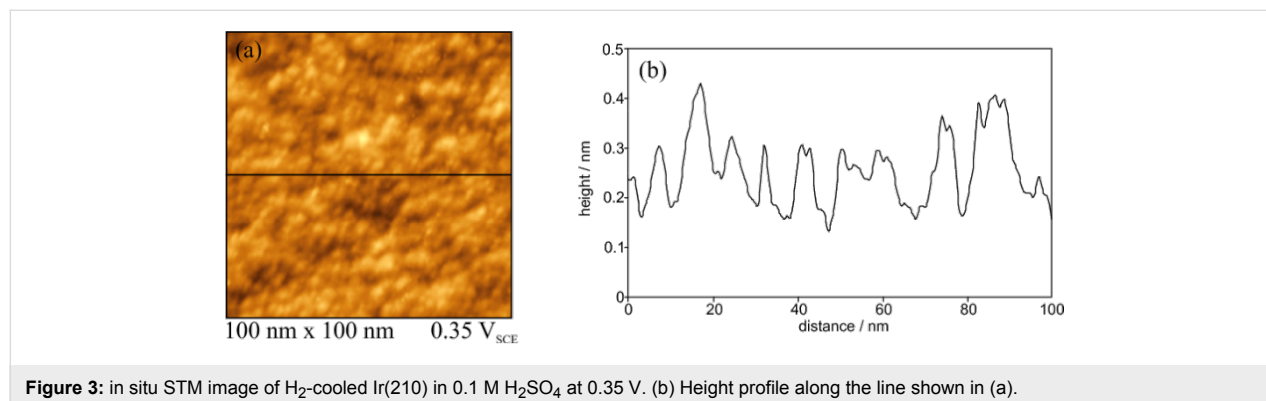 (a)
100 nm x 100 nm 0.35 V_SCE
(b)
0.5
0.4
0.3
0.2
0.1
0
height / nm
0 20 40 60 80 100
distance / nm
Figure 3: in situ STM image of H₂-cooled Ir(210) in 0.1 M H₂SO₄ at 0.35 V. (b) Height profile along the line shown in (a).